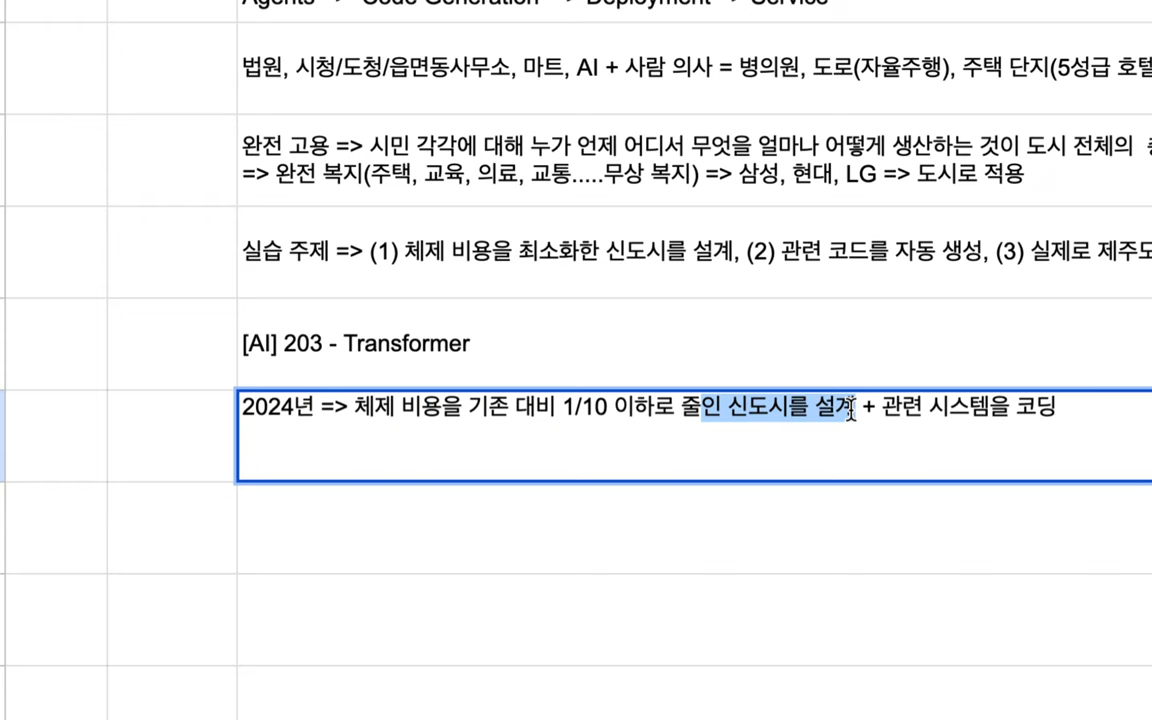 Agents => Code Generation => Deployment => Service
법원, 시청/도청/읍면동사무소, 마트, AI + 사람 의사 = 병의원, 도로(자율주행), 주택 단지(5성급 호텔
완전 고용 => 시민 각각에 대해 누가 언제 어디서 무엇을 얼마나 어떻게 생산하는 것이 도시 전체의
=> 완전 복지(주택, 교육, 의료, 교통.....무상 복지) => 삼성, 현대, LG => 도시로 적용
실습 주제 => (1) 체제 비용을 최소화한 신도시를 설계, (2) 관련 코드를 자동 생성, (3) 실제로 제주도
[AI] 203 - Transformer
2024년 => 체제 비용을 기존 대비 1/10 이하로 줄인 신도시를 설계 + 관련 시스템을 코딩